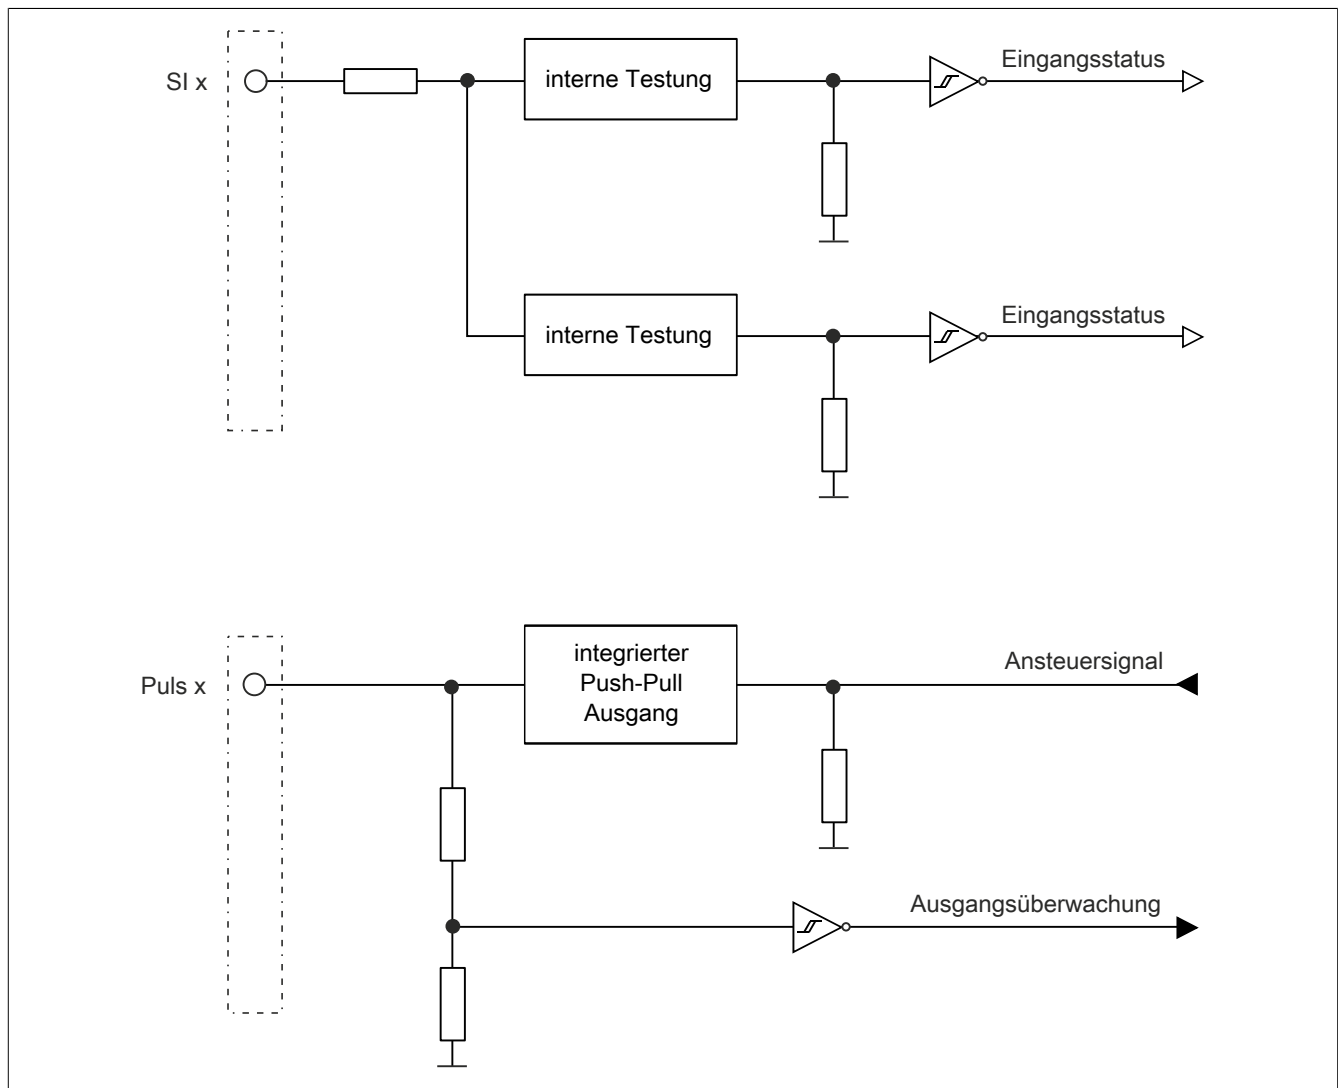 SI x
interne Testung
Eingangsstatus
interne Testung
Eingangsstatus
Puls x
integrierter
Push-Pull
Ausgang
Ansteuersignal
Ausgangsüberwachung